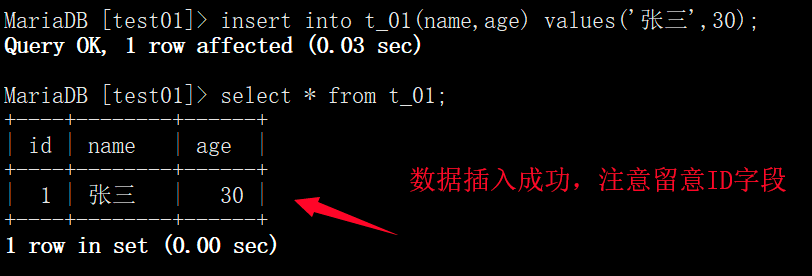 MariaDB [test01]> insert into t_01(name,age) values('张三',30);
Query OK, 1 row affected (0.03 sec)
MariaDB [test01]> select * from t_01;
+----+--------+------+
| id | name   | age  |
+----+--------+------+
|  1 | 张三   |   30 |
+----+--------+------+
数据插入成功，注意留意ID字段
1 row in set (0.00 sec)